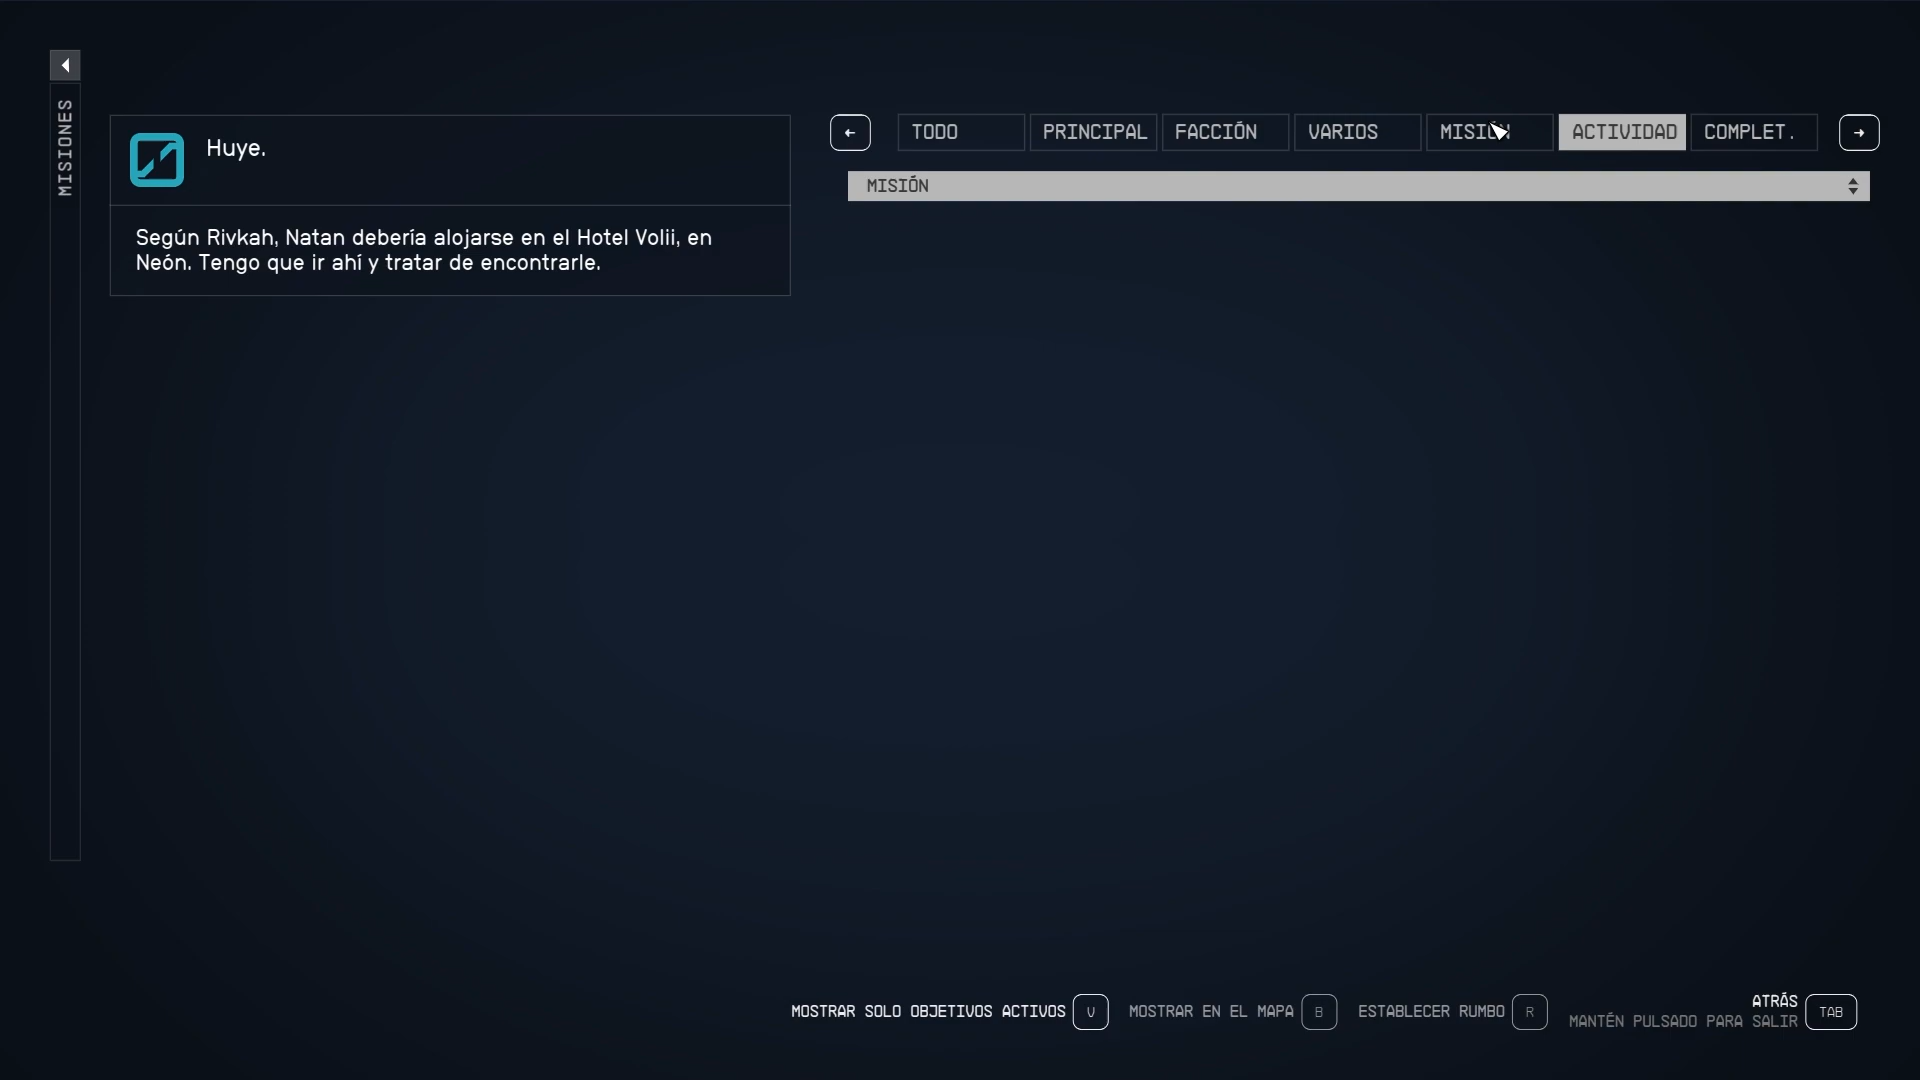 MISIONES
Huye.
Según Rivkah, Natan debería alojarse en el Hotel Volii, en
Neón. Tengo que ir ahí y tratar de encontrarle.
TODO
PRINCIPAL
FACCIÓN
VARIOS
MISIÓN
ACTIVIDAD
COMPLET.
MISIÓN
MOSTRAR SOLO OBJETIVOS ACTIVOS V
MOSTRAR EN EL MAPA B
ESTABLECER RUMBO R
ATRÁS
MANTÉN PULSADO PARA SALIR
TAB